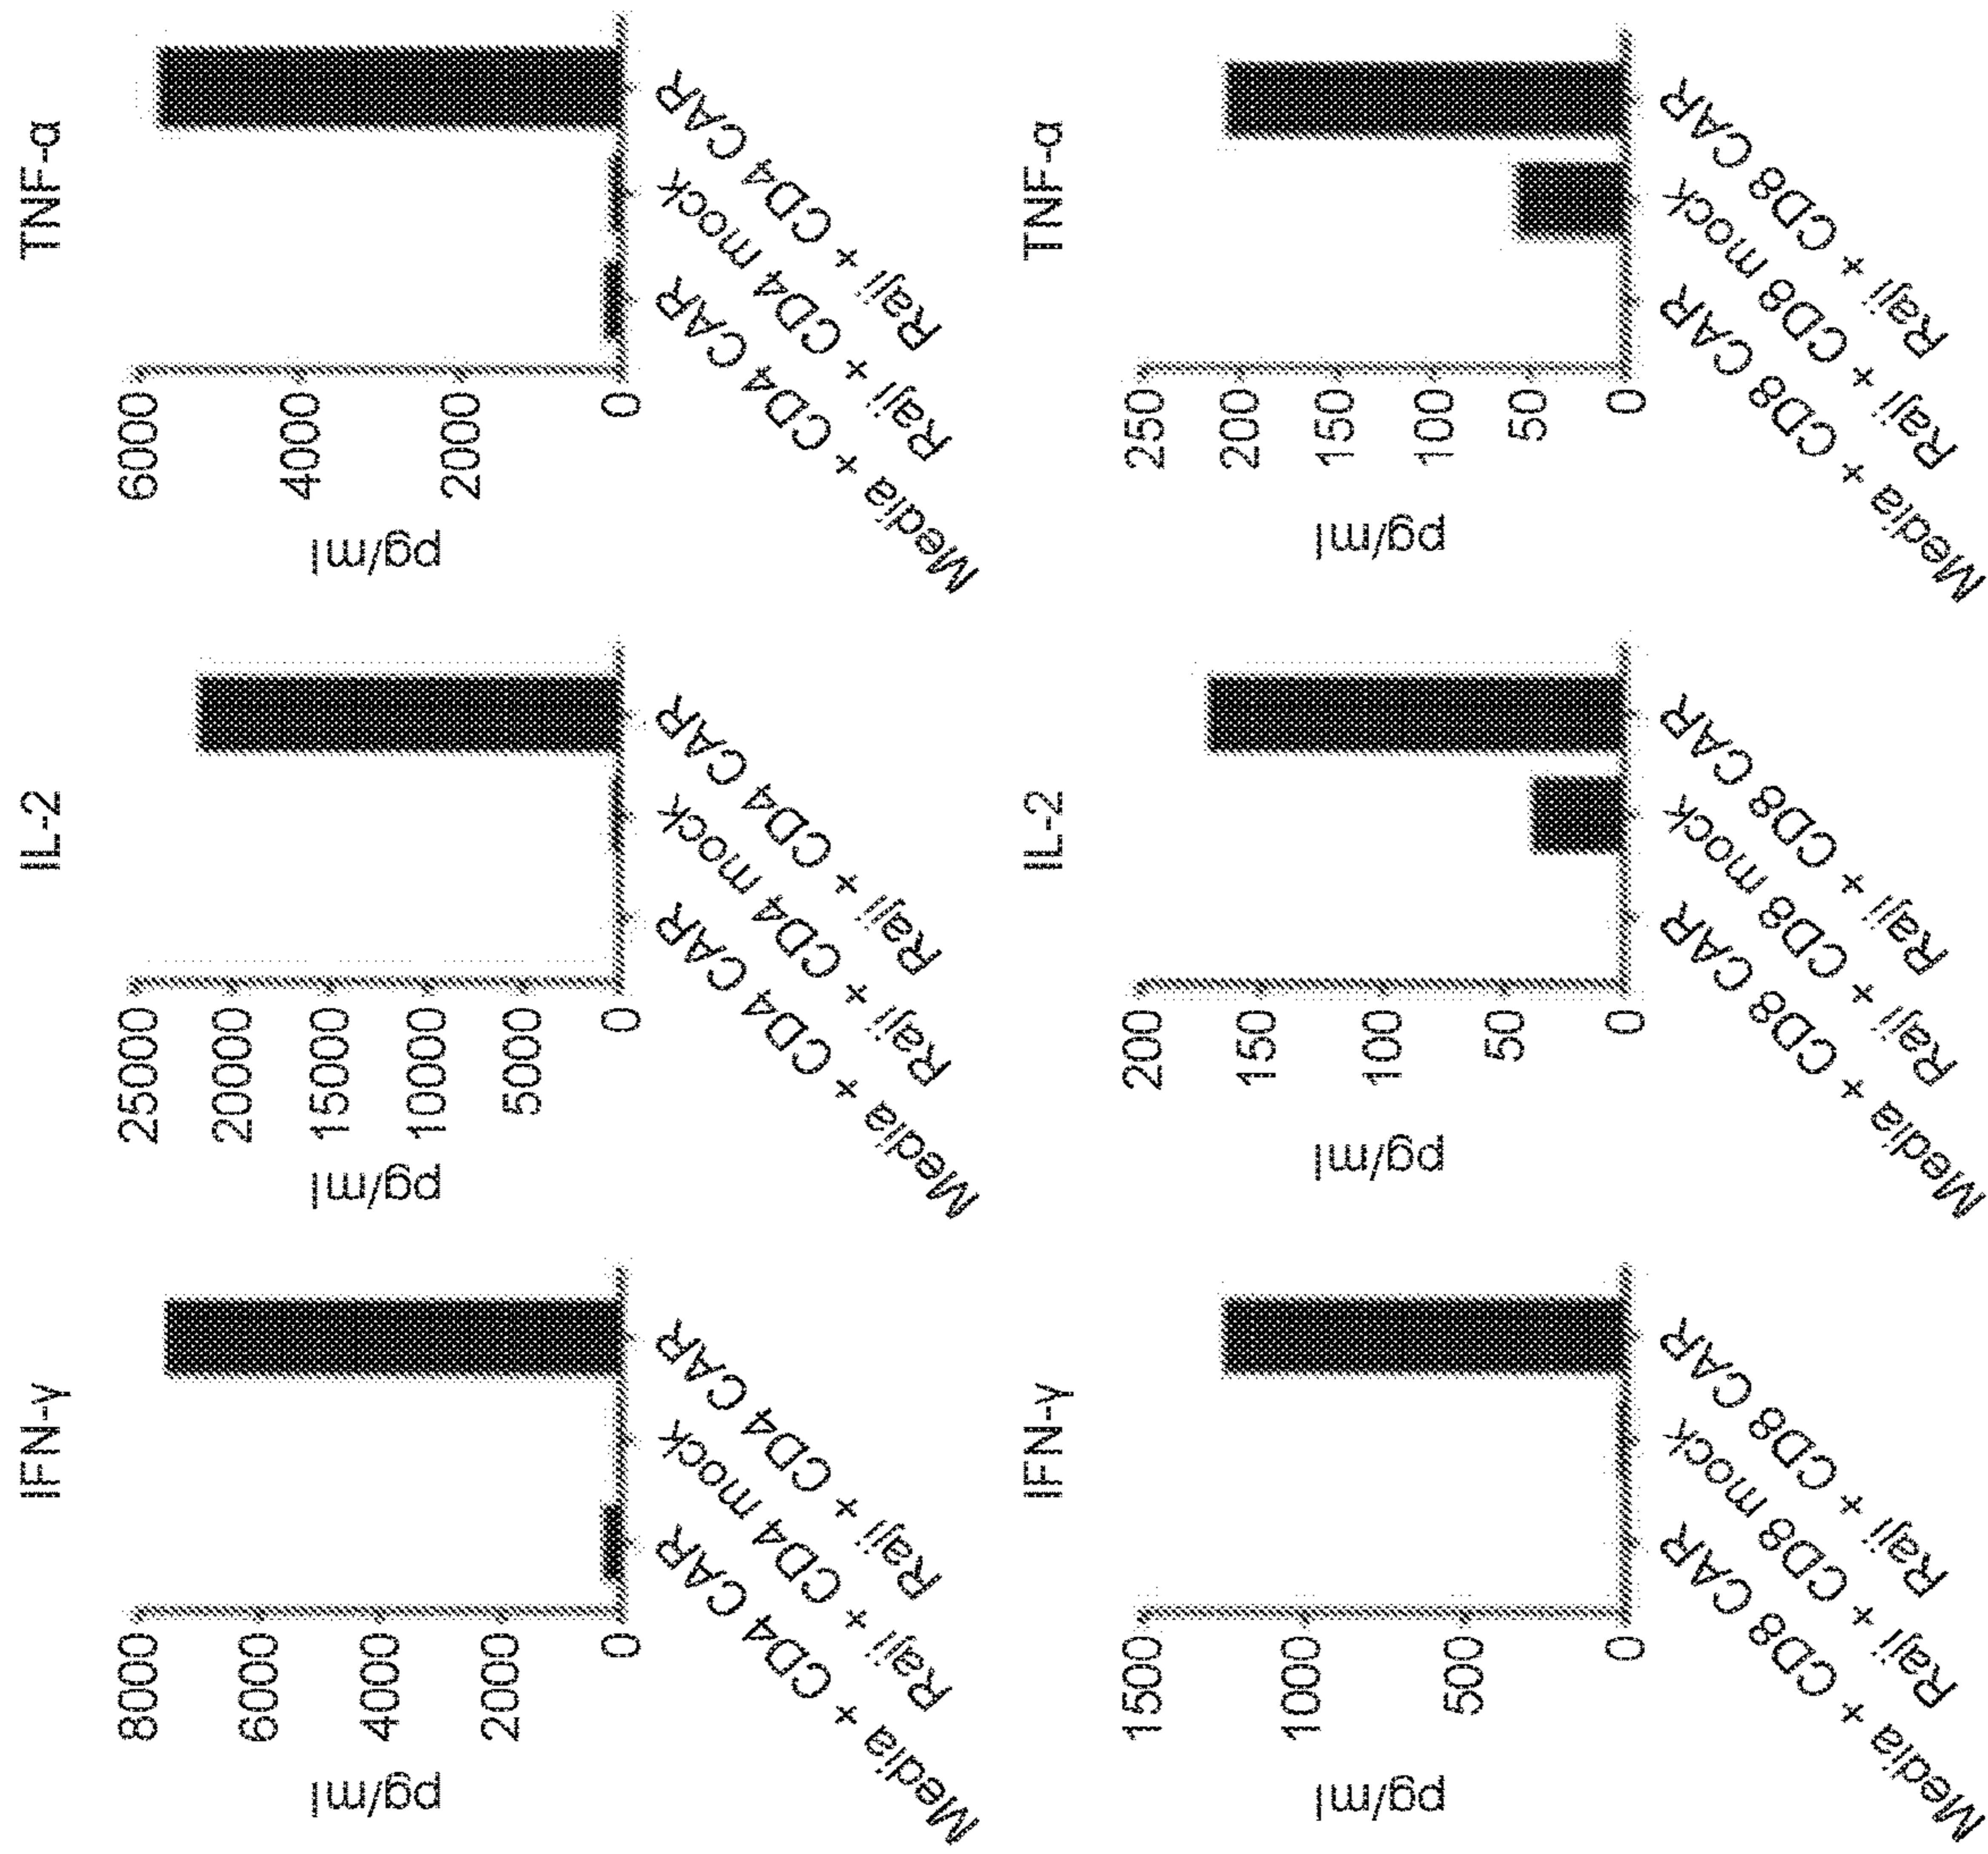 IFN-γ
pg/ml
8000
6000
4000
2000
0
Media + CD4 CAR
Raji + CD4 mock
Raji + CD4 CAR
IL-2
pg/ml
25000
20000
15000
10000
5000
0
Media + CD4 CAR
Raji + CD4 mock
Raji + CD4 CAR
TNF-α
pg/ml
6000
4000
2000
0
Media + CD4 CAR
Raji + CD4 mock
Raji + CD4 CAR
IFN-γ
pg/ml
1500
1000
500
0
Media + CD8 CAR
Raji + CD8 mock
Raji + CD8 CAR
IL-2
pg/ml
200
150
100
50
0
Media + CD8 CAR
Raji + CD8 mock
Raji + CD8 CAR
TNF-α
pg/ml
250
200
150
100
50
0
Media + CD8 CAR
Raji + CD8 mock
Raji + CD8 CAR